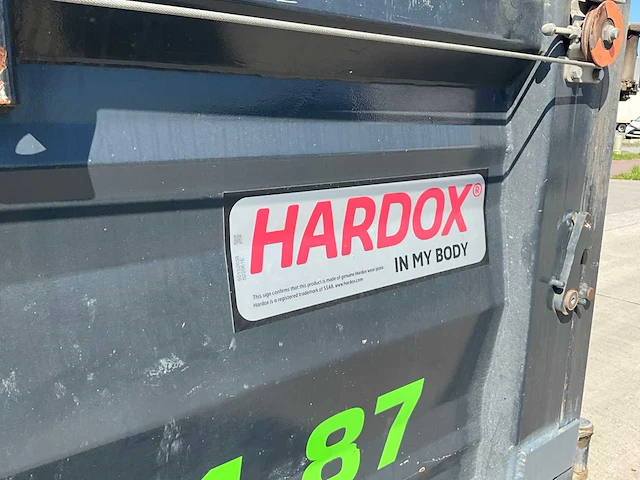 HARDOX®
IN MY BODY
This sign confirms that this product is made of genuine Hardox wear plate.
Hardox is a registered trademark of SSAB. www.hardox.com
87